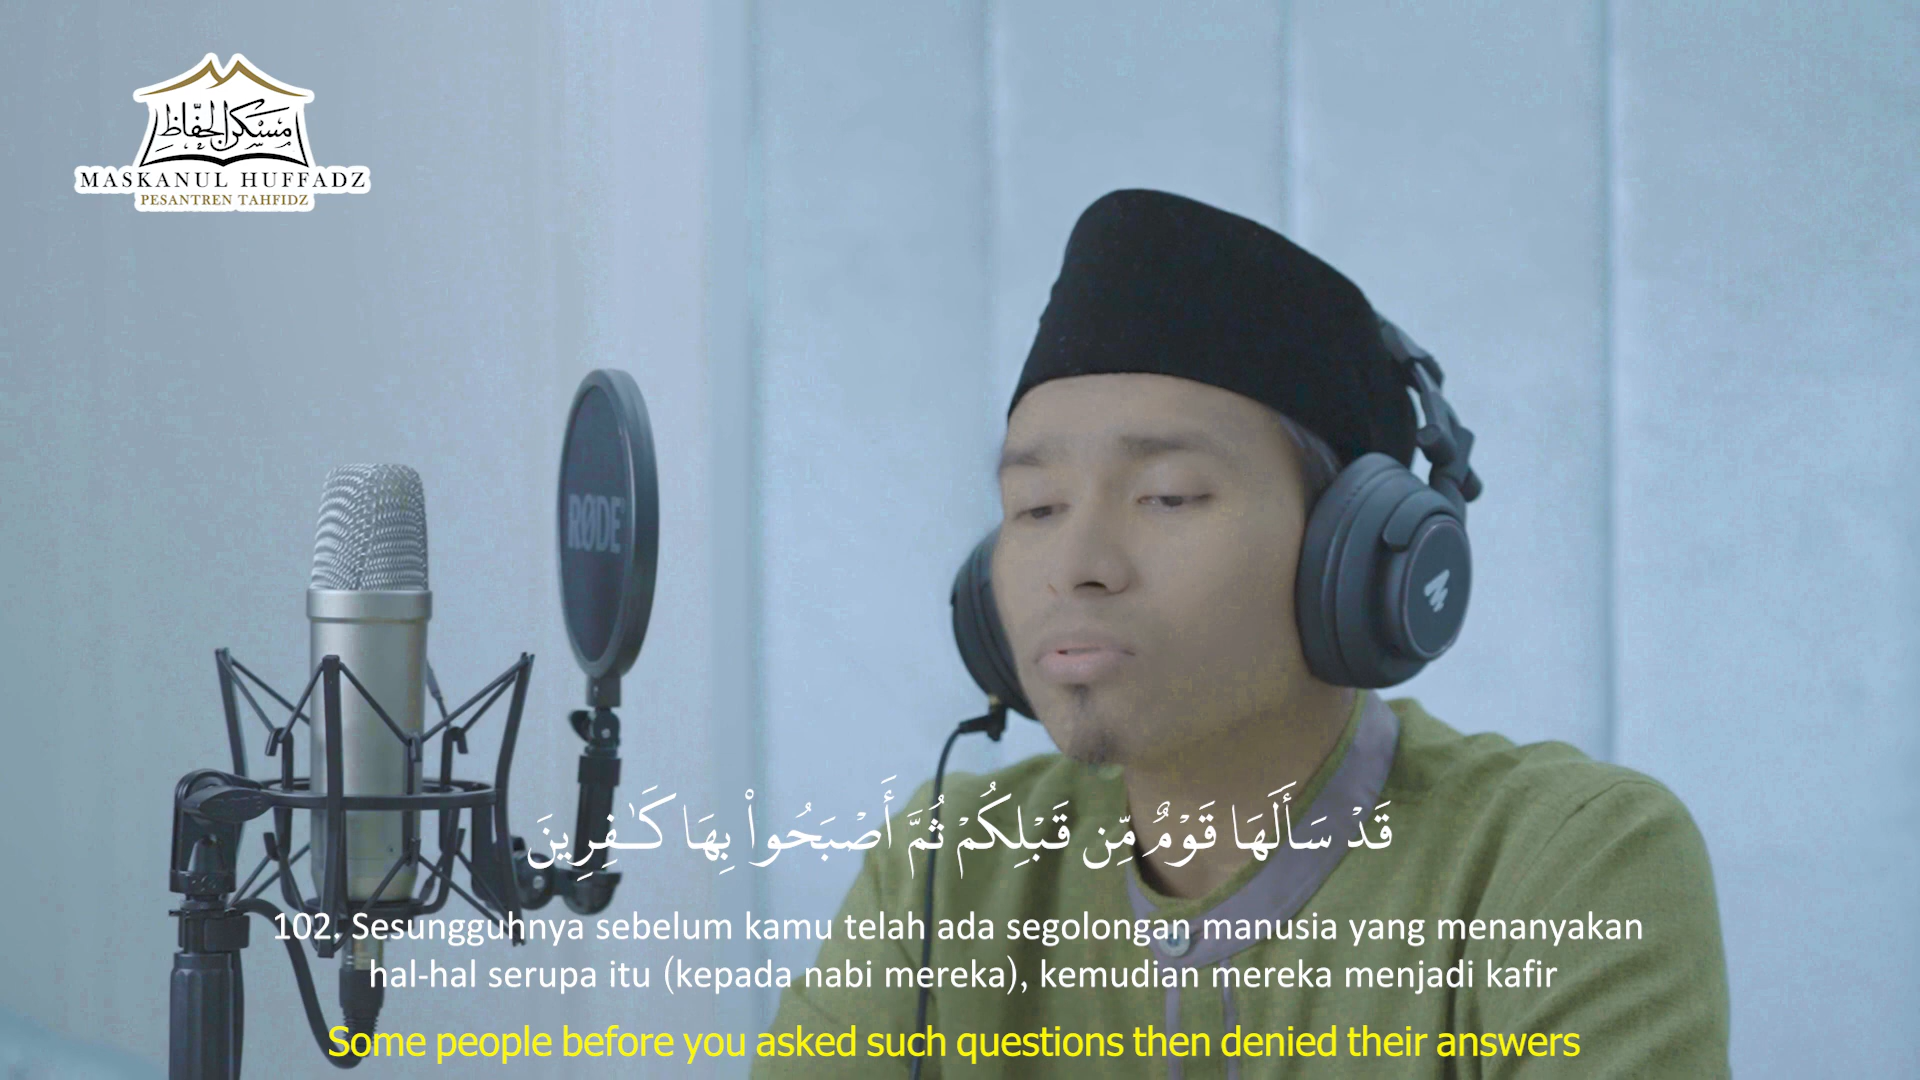 مسكن الحفاظ
MASKANUL HUFFADZ
PESANTREN TAHFIDZ
RØDE
قَدْ سَأَلَهَا قَوْمٌ مِّن قَبْلِكُمْ ثُمَّ أَصْبَحُوا۟ بِهَا كَـٰفِرِينَ
102. Sesungguhnya sebelum kamu telah ada segolongan manusia yang menanyakan
hal-hal serupa itu (kepada nabi mereka), kemudian mereka menjadi kafir
Some people before you asked such questions then denied their answers